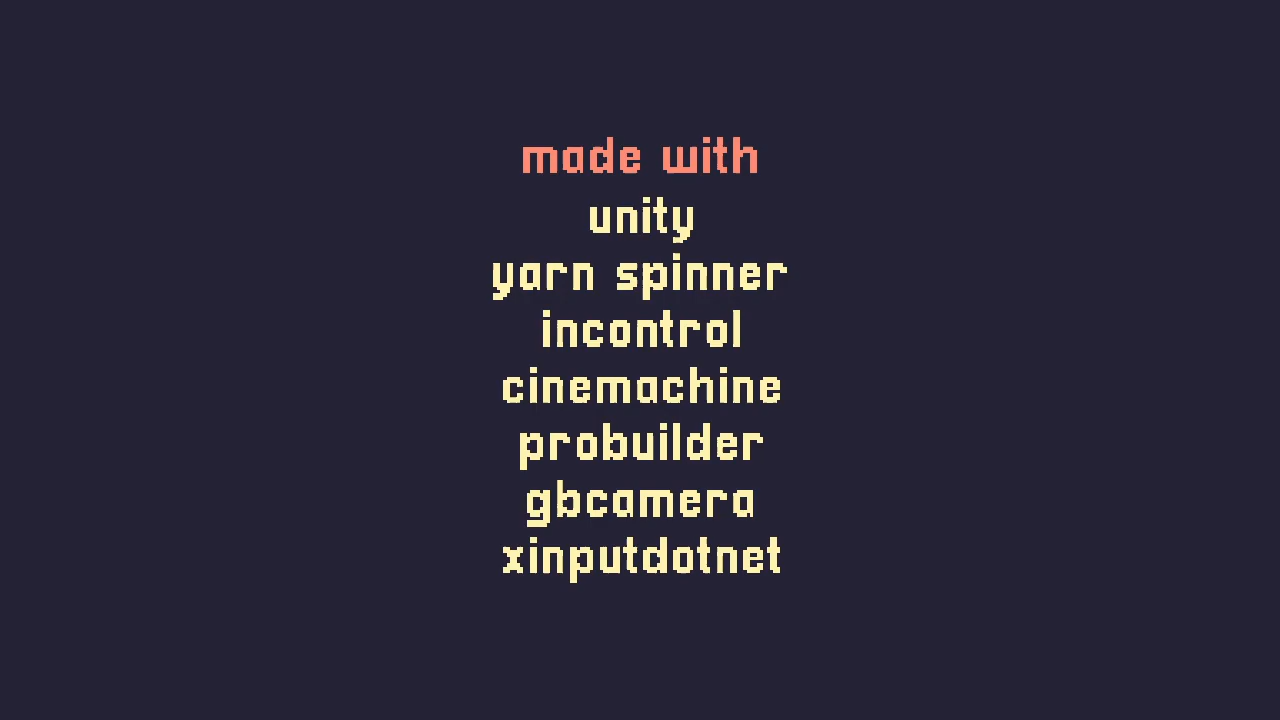 made with
unity
yarn spinner
incontrol
cinemachine
probuilder
gbcamera
xinputdotnet